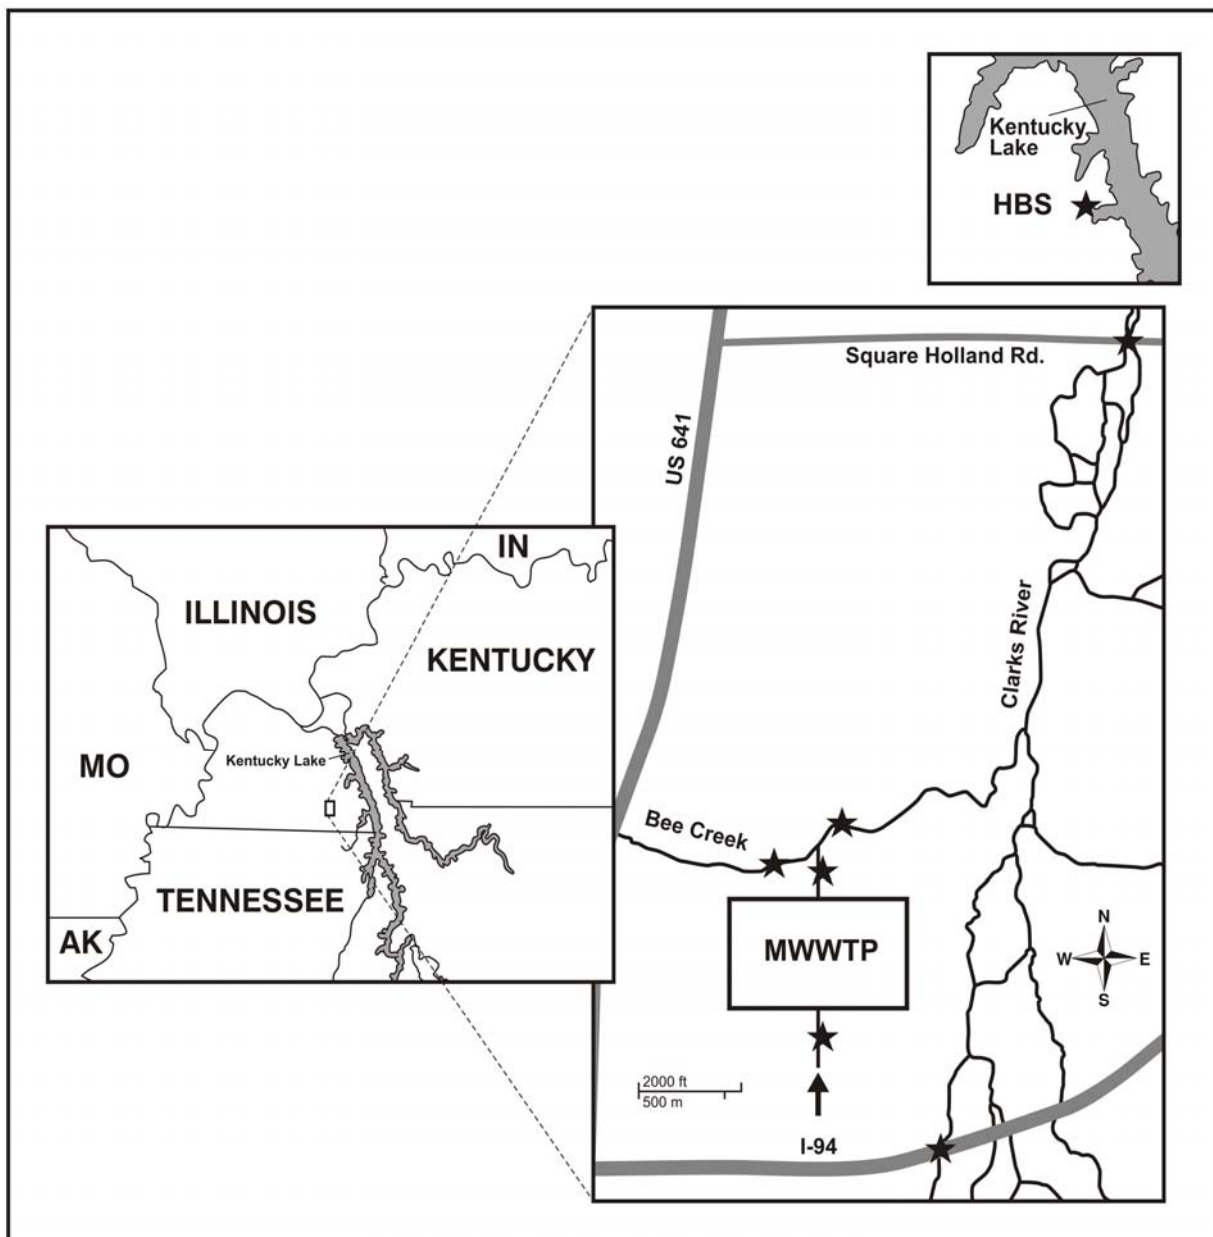 Kentucky
Lake
HBS
Square Holland Rd.
US 641
IN
ILLINOIS
KENTUCKY
Clarks River
MO
Kentucky Lake
Bee Creek
TENNESSEE
AK
MWWTP
N
W E
S
2000 ft
500 m
I-94